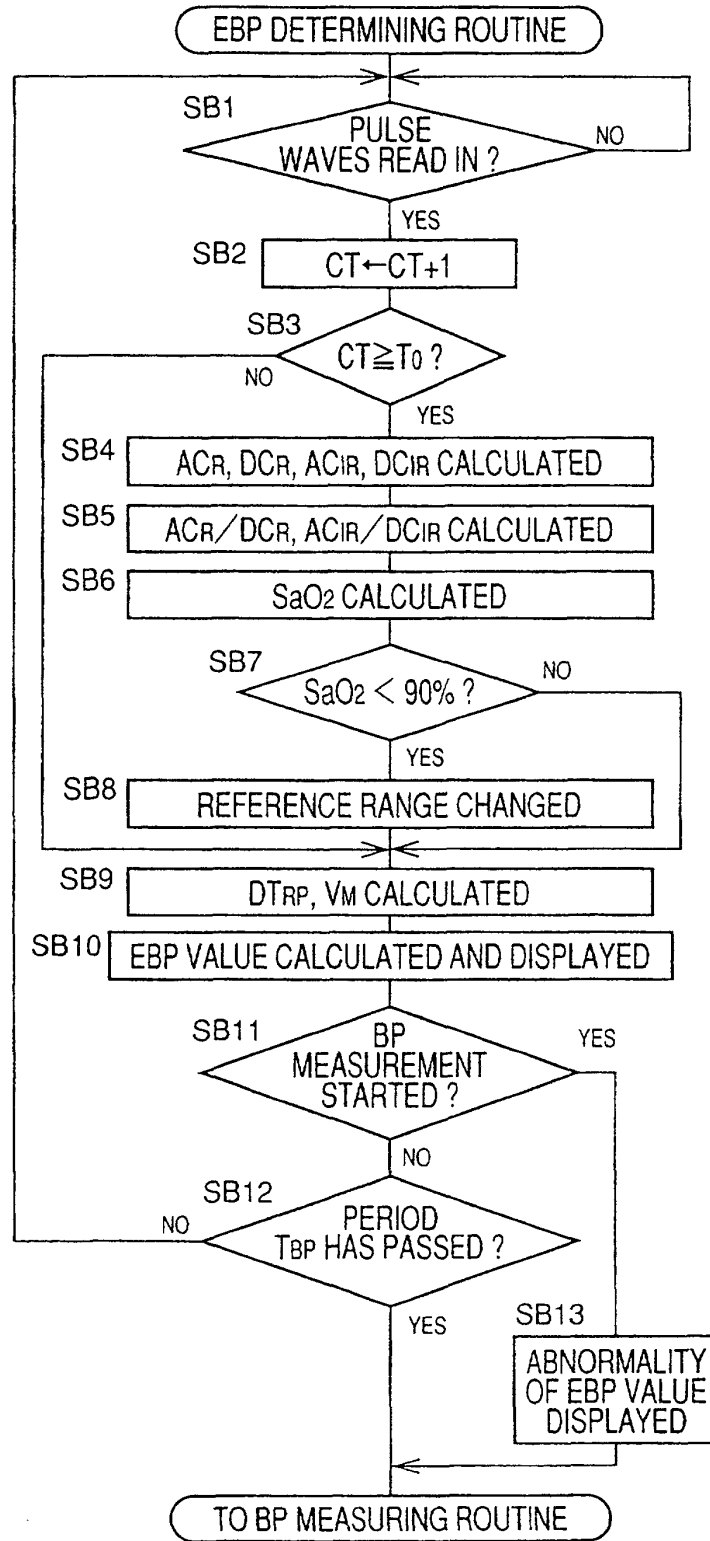 EBP DETERMINING ROUTINE
SB1
PULSE
WAVES READ IN ?
NO
YES
SB2
CT←CT+1
SB3
CT≧T0 ?
NO
YES
SB4
ACR, DCR, ACIR, DCIR CALCULATED
SB5
ACR/DCR, ACIR/DCIR CALCULATED
SB6
SaO2 CALCULATED
SB7
SaO2 < 90% ?
NO
YES
SB8
REFERENCE RANGE CHANGED
SB9
DTRP, VM CALCULATED
SB10
EBP VALUE CALCULATED AND DISPLAYED
SB11
BP
MEASUREMENT
STARTED ?
YES
NO
SB12
PERIOD
TBP HAS PASSED ?
NO
YES
SB13
ABNORMALITY
OF EBP VALUE
DISPLAYED
TO BP MEASURING ROUTINE